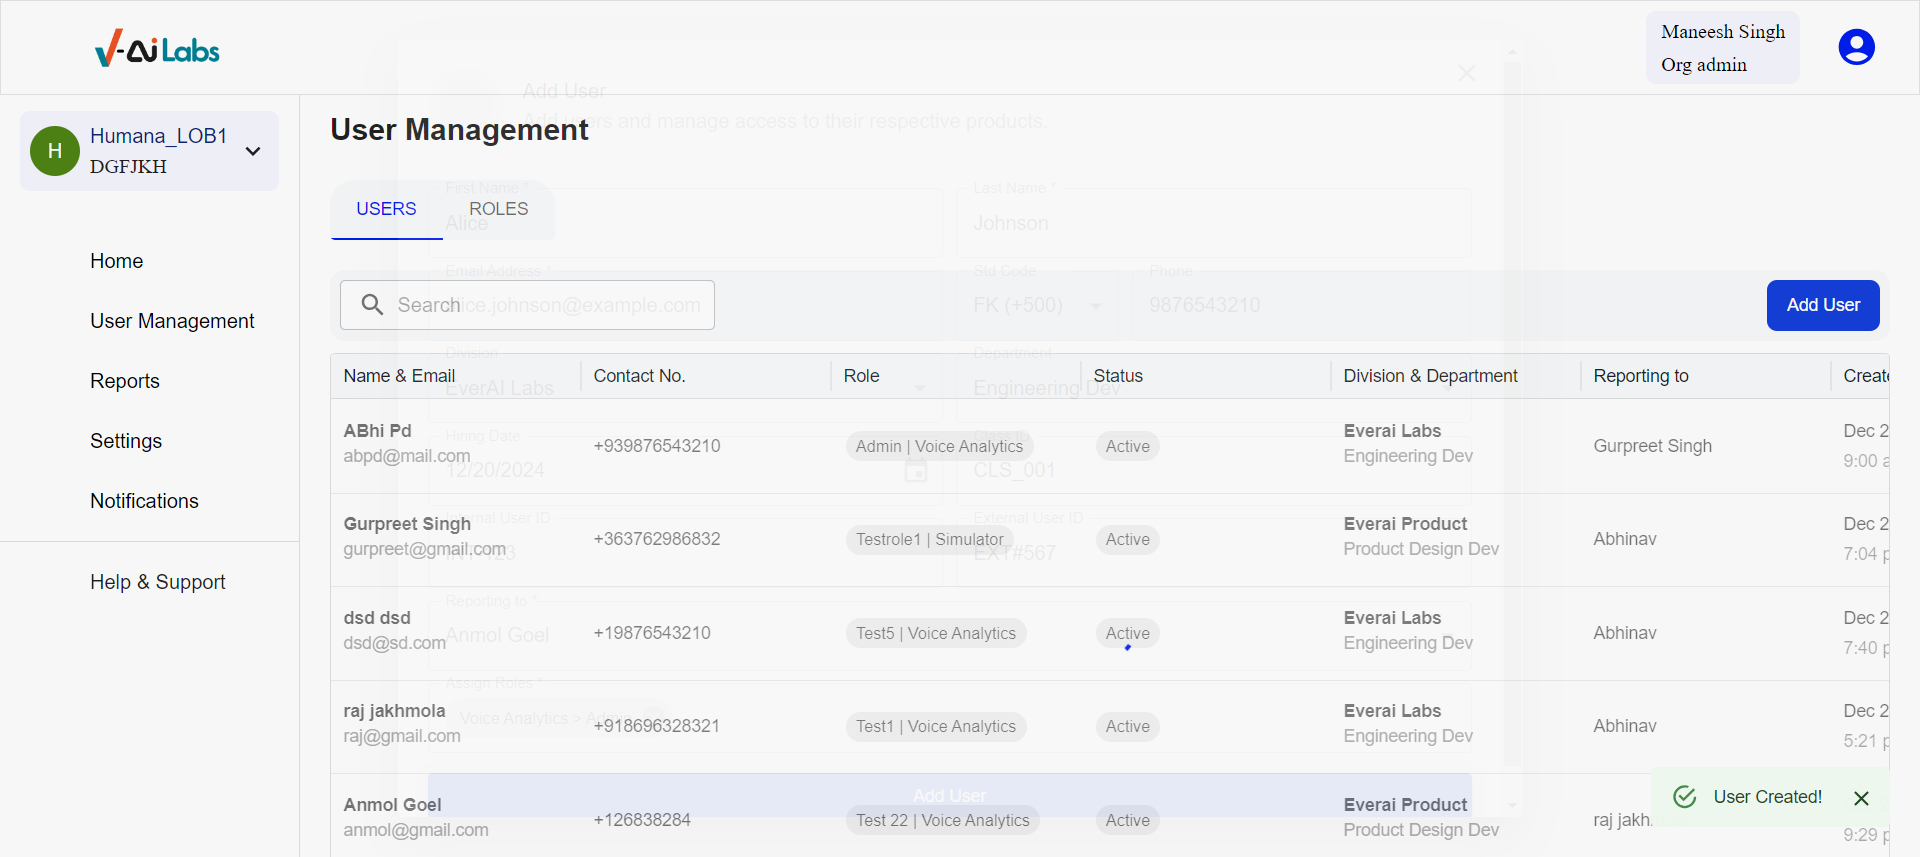 V-Ai Labs
Maneesh Singh
Org admin
H
Humana_LOB1
DGFJKH
Home
User Management
Reports
Settings
Notifications
Help & Support
User Management
USERS
ROLES
Search
Add User
Name & Email
Contact No.
Role
Status
Division & Department
Reporting to
Create
ABhi Pd
abpd@mail.com
+939876543210
Admin | Voice Analytics
Active
Everai Labs
Engineering Dev
Gurpreet Singh
Dec 2
9:00 a
Gurpreet Singh
gurpreet@gmail.com
+363762986832
Testrole1 | Simulator
Active
Everai Product
Product Design Dev
Abhinav
Dec 2
7:04 p
dsd dsd
dsd@sd.com
+19876543210
Test5 | Voice Analytics
Active
Everai Labs
Engineering Dev
Abhinav
Dec 2
7:40 p
raj jakhmola
raj@gmail.com
+918696328321
Test1 | Voice Analytics
Active
Everai Labs
Engineering Dev
Abhinav
Dec 2
5:21 p
Anmol Goel
anmol@gmail.com
+126838284
Test 22 | Voice Analytics
Active
Everai Product
Product Design Dev
raj jakh
9:29 p
User Created!
Add User
Add users and manage access to their respective products.
First Name *
Alice
Last Name *
Johnson
Email Address *
alice.johnson@example.com
Std Code
FK (+500)
Phone
9876543210
Division
EverAI Labs
Department
Engineering Dev
Hiring Date
12/20/2024
Class ID
CLS_001
Internal User ID
External User ID
EXT#567
Reporting to *
Anmol Goel
Assign Roles *
Voice Analytics > Admin
Add User